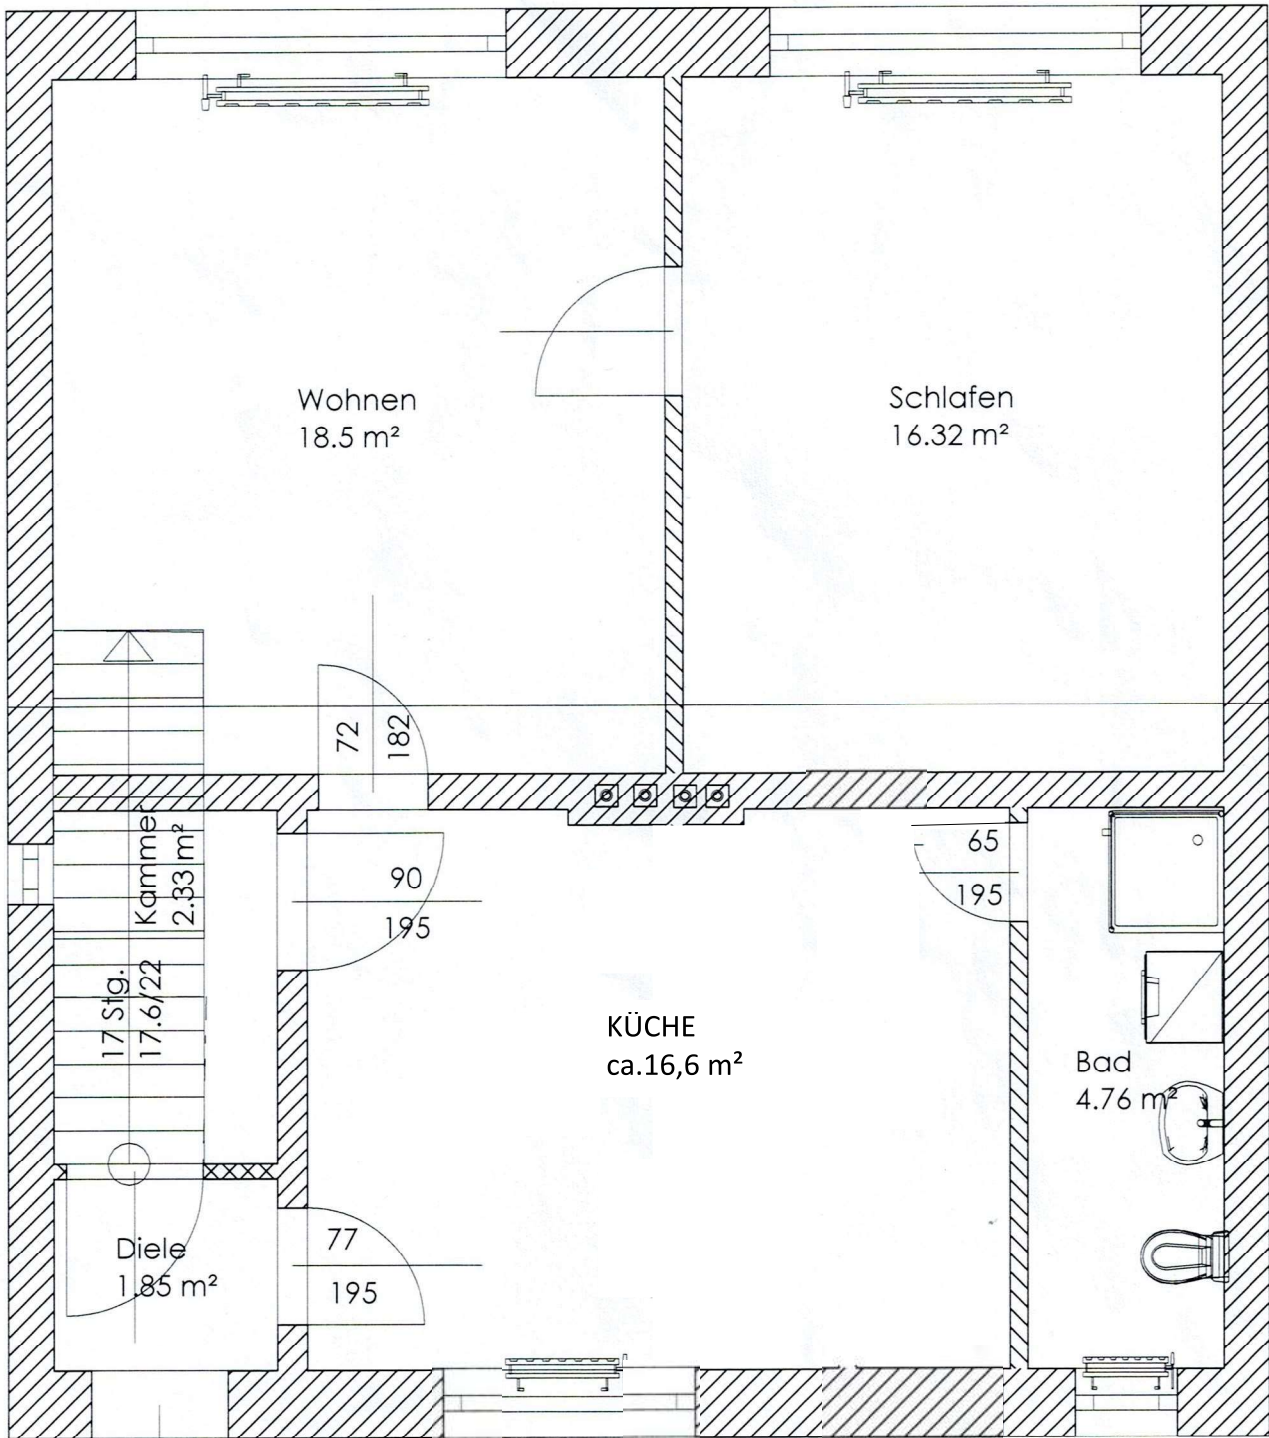 Wohnen
18.5 m²
Schlafen
16.32 m²
72
182
Kammer
2.33 m²
90
195
65
195
17 Stg.
17.6/22
KÜCHE
ca.16,6 m²
Bad
4.76 m²
Diele
1.85 m²
77
195